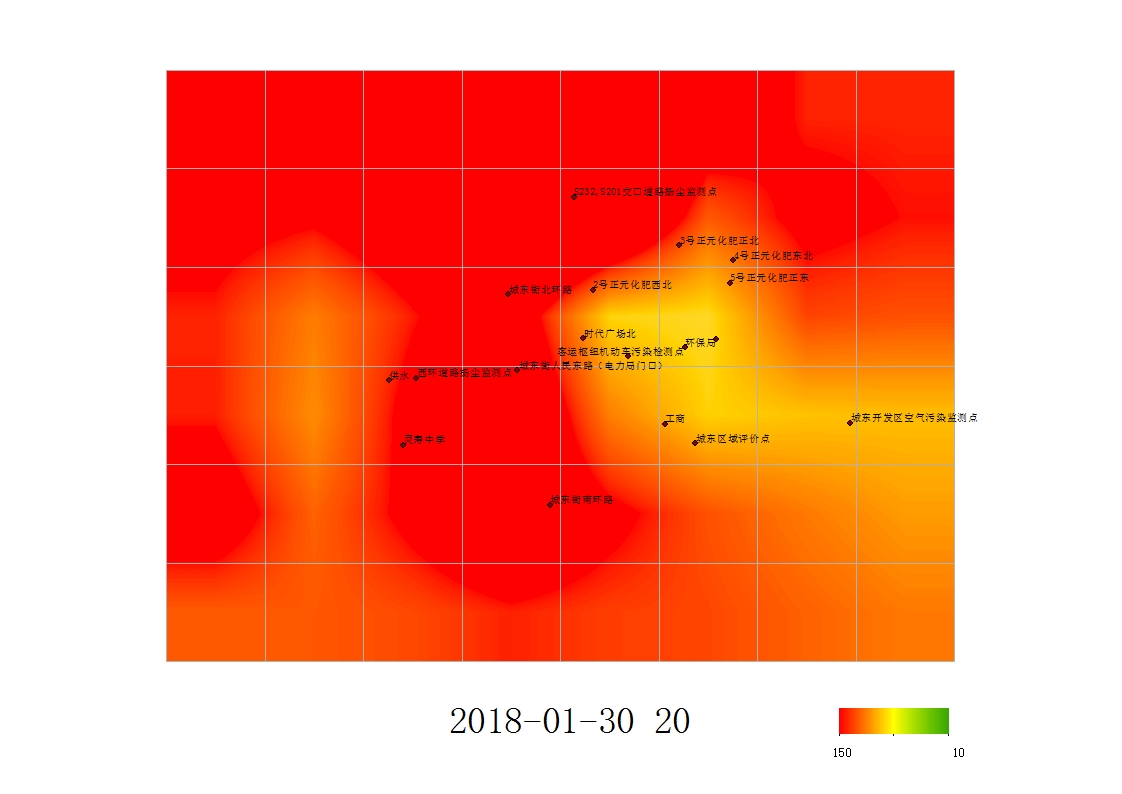 S232,S201交口道路扬尘监测点
3号正元化肥正北
4号正元化肥东北
5号正元化肥正东
2号正元化肥西北
城东街北环路
时代广场北
环保局
客运枢纽机动车污染检测点
城东街人民东路（电力局门口）
供水
西环道路扬尘监测点
工商
城东开发区空气污染监测点
城东区域评价点
灵寿中学
城东街南环路
2018-01-30 20
150
10